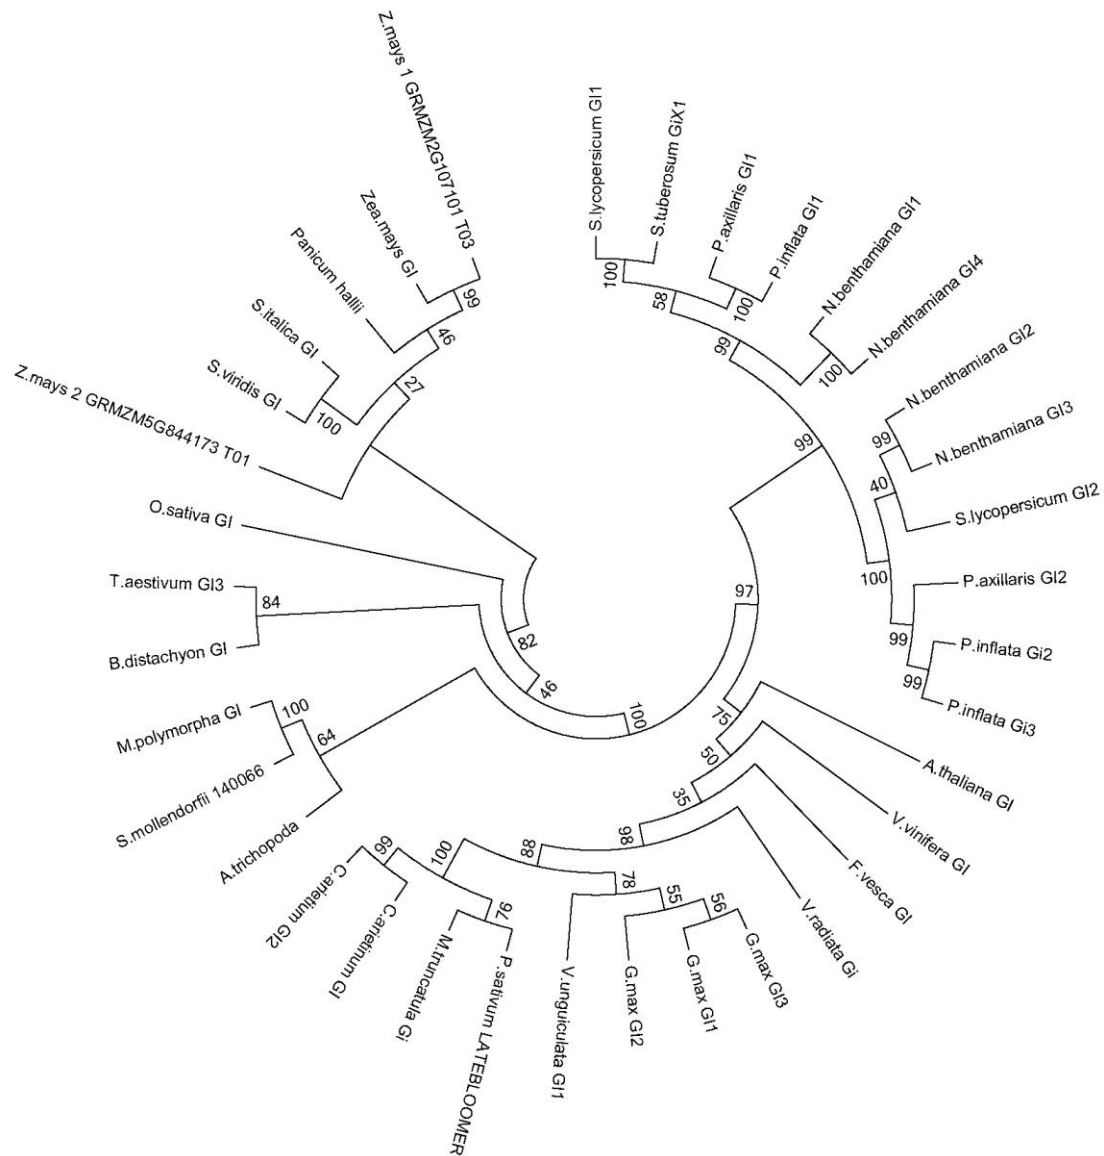 Z.mays 1 GRMZM2G107101 T03
Zea.mays GI
Panicum hallii
S.italica GI
S.viridis GI
Z.mays 2 GRMZM5G844173 T01
O.sativa GI
T.aestivum GI3
B.distachyon GI
M.polymorpha GI
S.mollendorfii 140066
A.trichopoda
C.arietium GI2
C.arietinum GI
M.truncatula Gi
P.sativum LATEBLOOMER
V.unguiculata GI1
G.max GI2
G.max GI1
G.max GI3
V.radiata Gi
F.vesca GI
V.vinifera GI
A.thaliana GI
P.inflata Gi3
P.inflata Gi2
P.axillaris GI2
S.lycopersicum GI2
N.benthamiana GI3
N.benthamiana GI2
N.benthamiana GI4
N.benthamiana GI1
P.inflata GI1
P.axillaris GI1
S.tuberosum GiX1
S.lycopersicum GI1
99
46
27
100
82
46
100
84
100
64
99
100
76
88
78
55
56
98
35
50
75
97
99
99
58
100
100
100
99
40
100
99
99